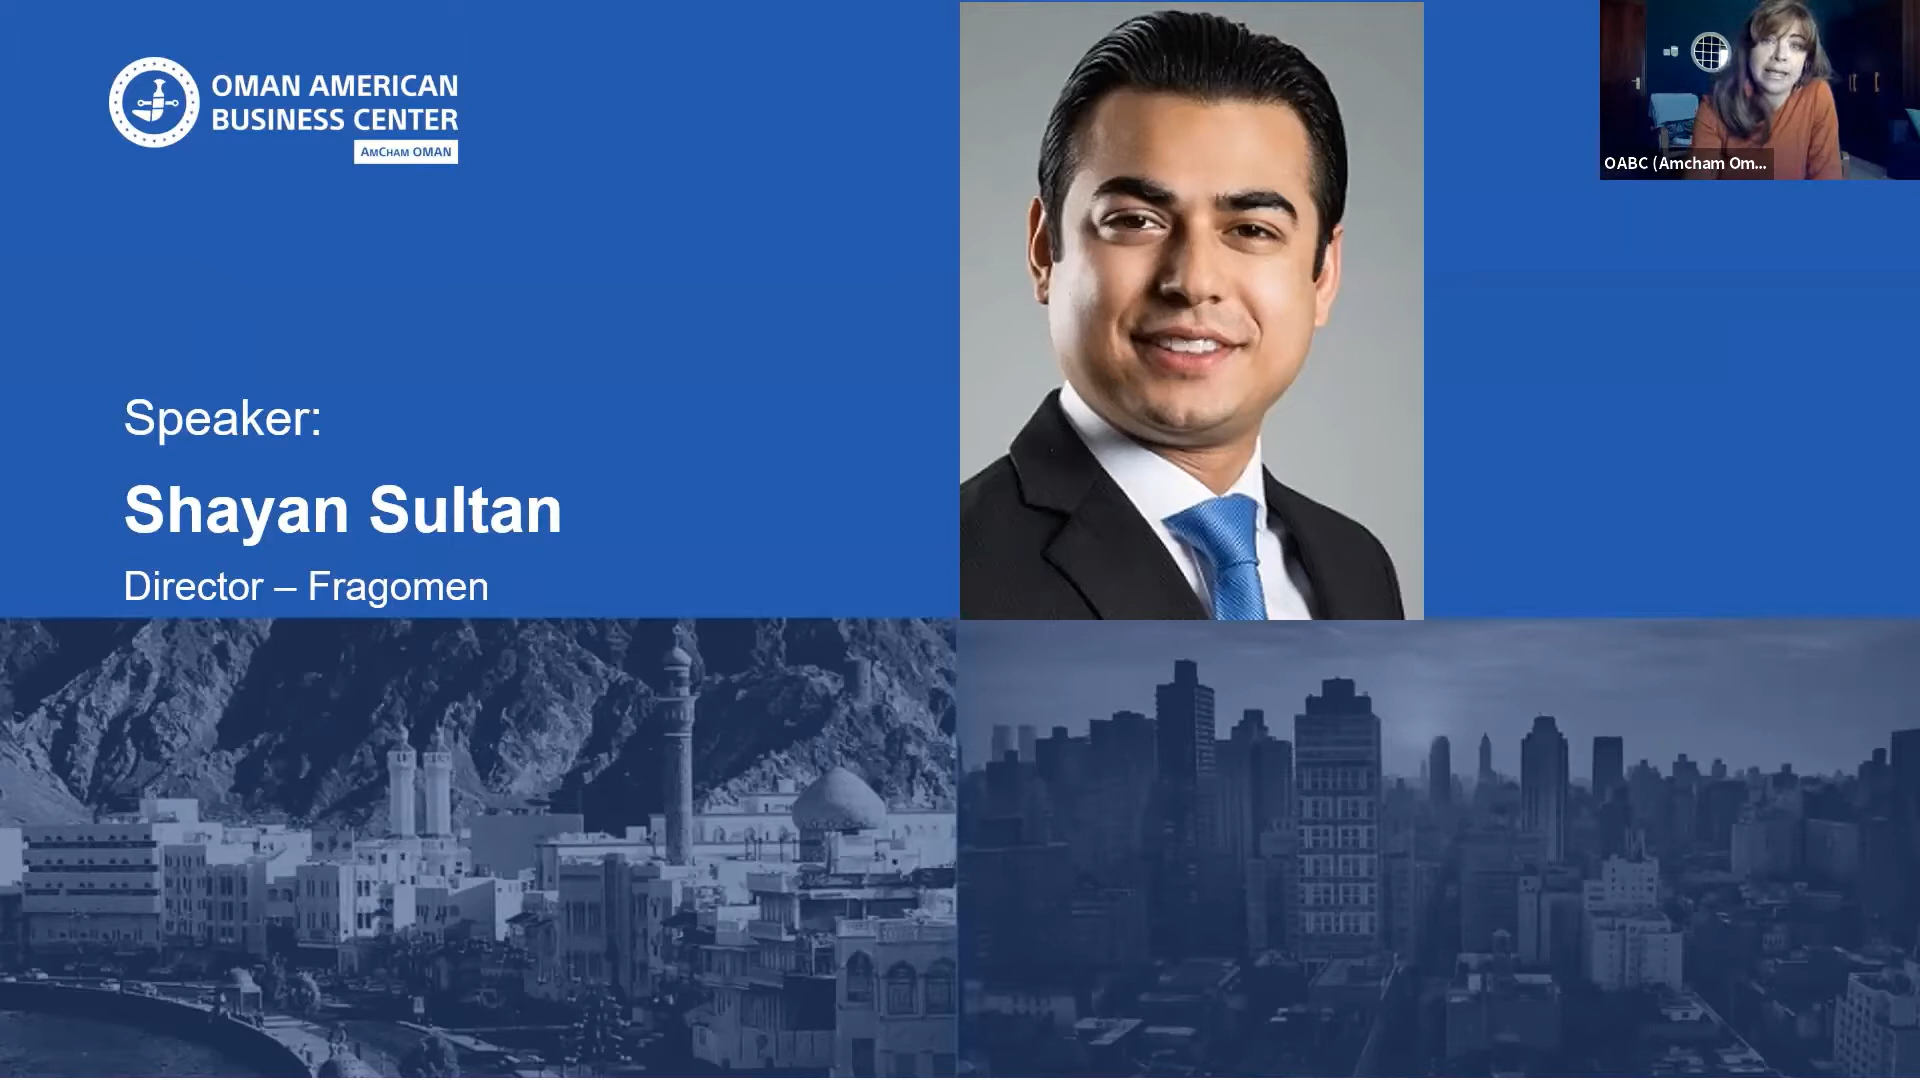 OMAN AMERICAN
BUSINESS CENTER
AMCHAM OMAN
Speaker:
Shayan Sultan
Director – Fragomen
OABC (Amcham Om...